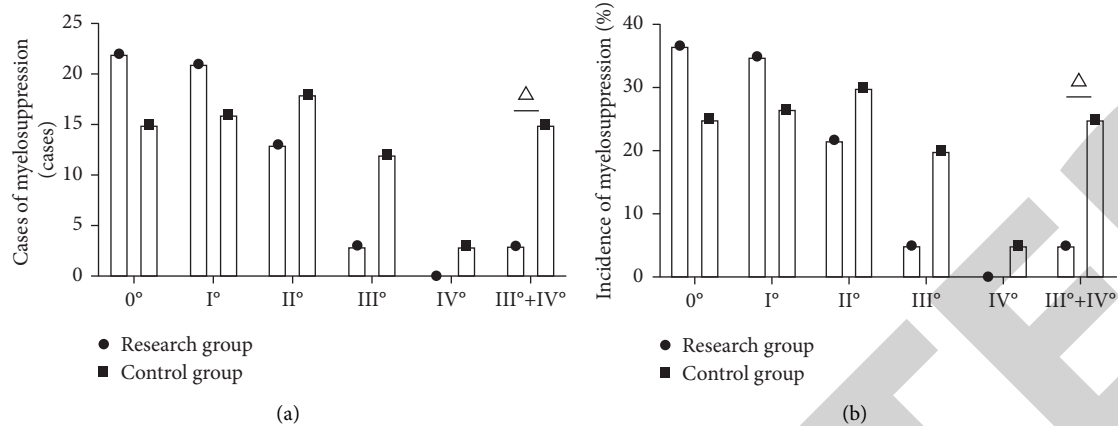 25
20
15
10
5
0
Cases of myelosuppression
(cases)
△
0° I° II° III° IV° III°+IV°
● Research group
■ Control group
(a)
40
30
20
10
0
Incidence of myelosuppression (%)
△
0° I° II° III° IV° III°+IV°
● Research group
■ Control group
(b)